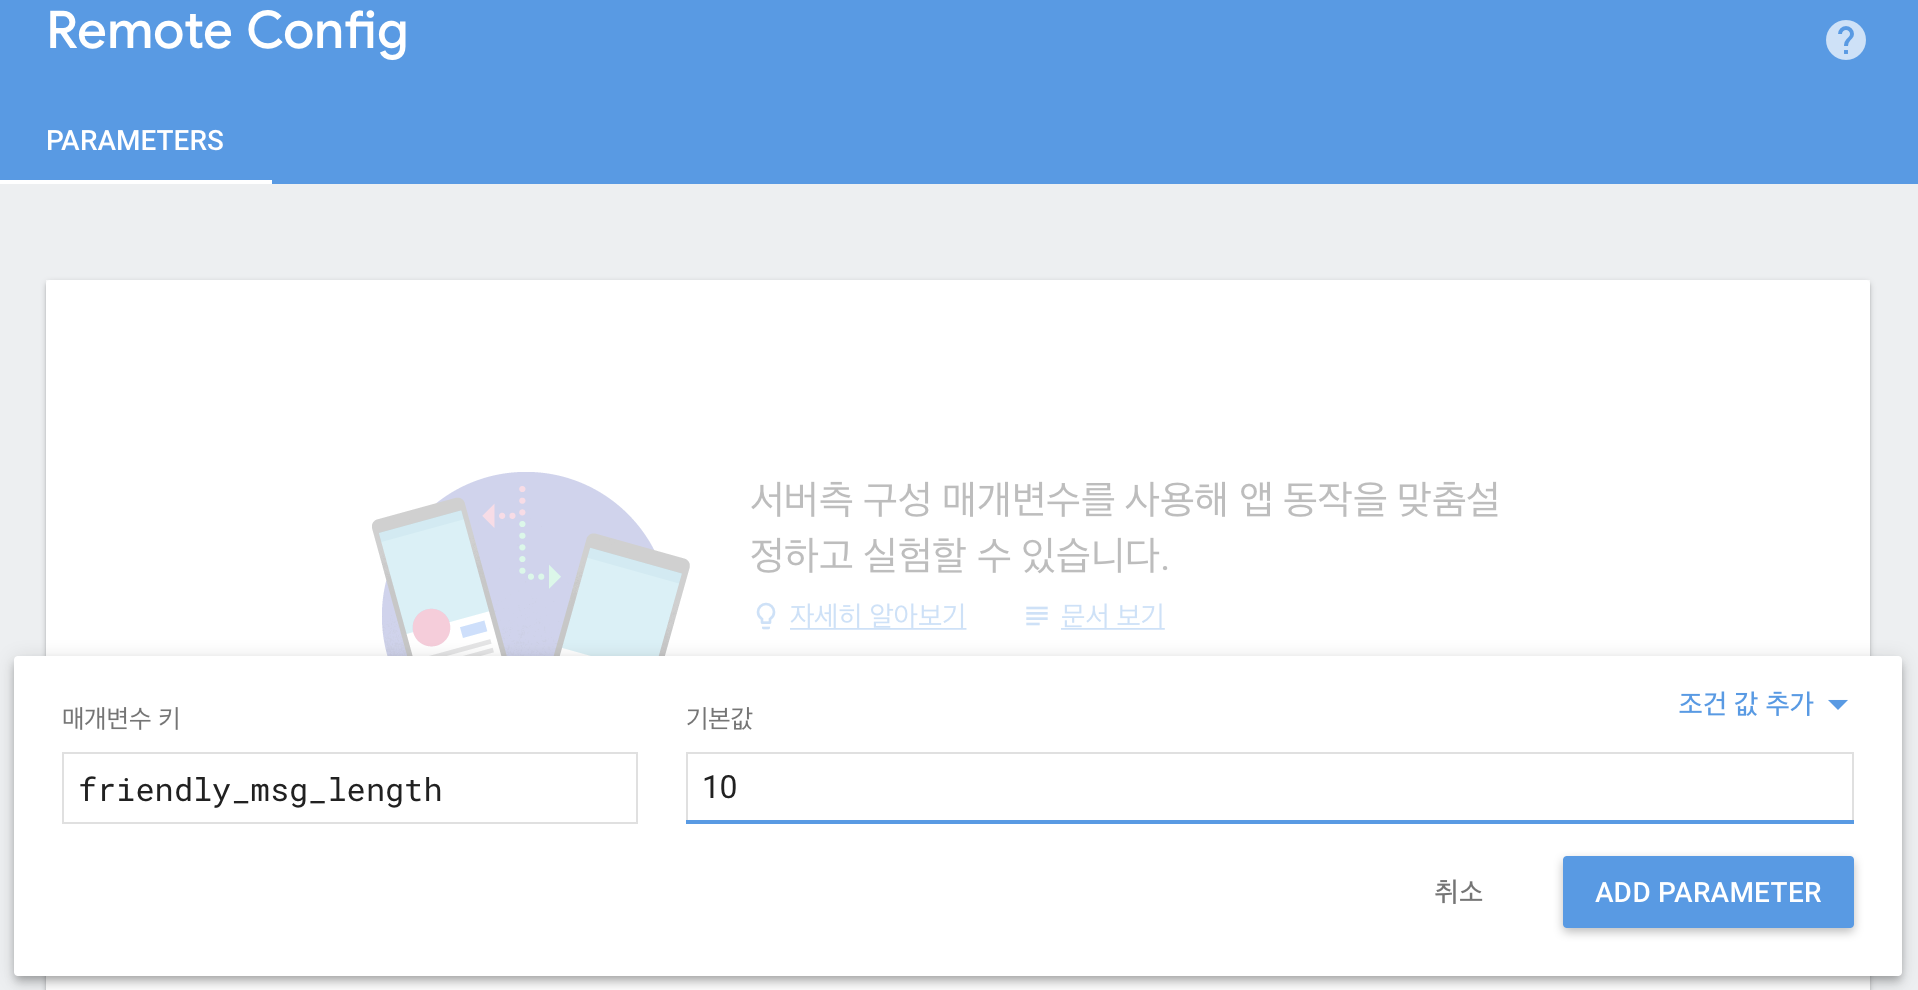 Remote Config
?
PARAMETERS
서버측 구성 매개변수를 사용해 앱 동작을 맞춤설
정하고 실험할 수 있습니다.
자세히 알아보기 문서 보기
조건 값 추가
매개변수 키 기본값
friendly_msg_length 10
취소 ADD PARAMETER